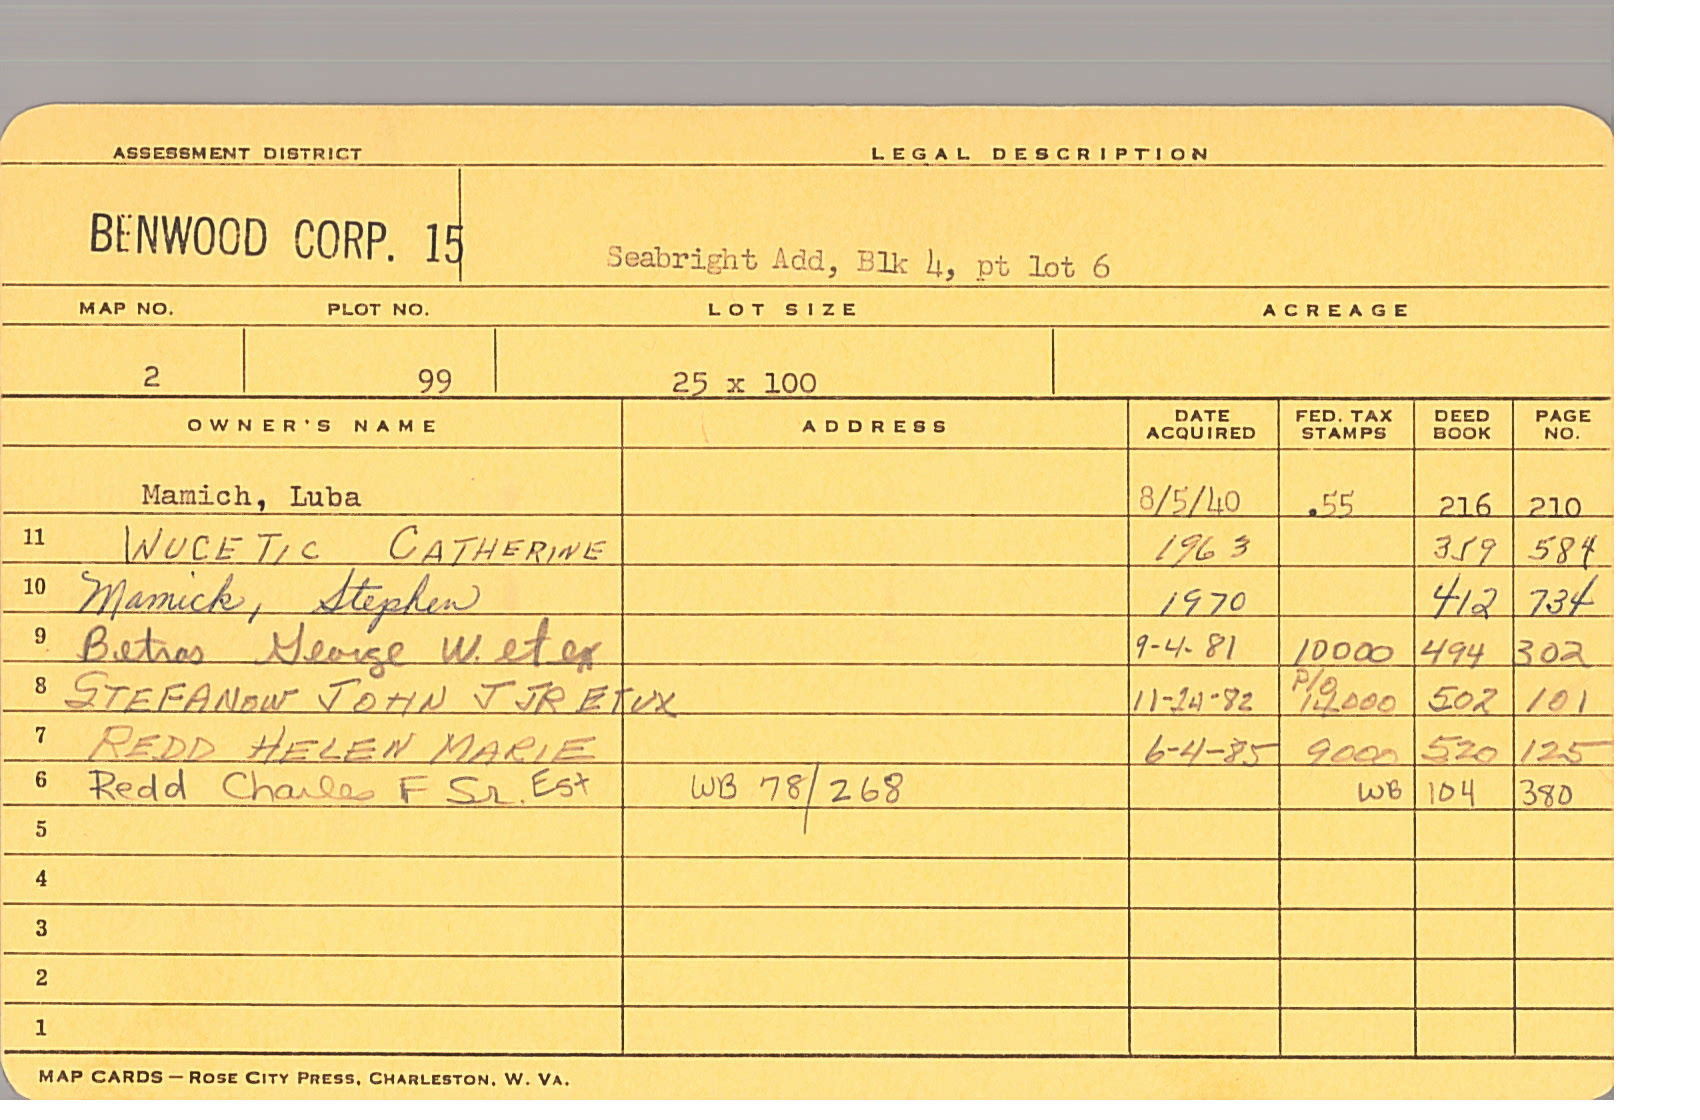 ASSESSMENT DISTRICT LEGAL DESCRIPTION
BENWOOD CORP. 15 Seabright Add, Blk 4, pt lot 6
MAP NO. PLOT NO. LOT SIZE ACREAGE
2 99 25 x 100
OWNER'S NAME ADDRESS DATE ACQUIRED FED. TAX STAMPS DEED BOOK PAGE NO.
Mamich, Luba 8/5/40 .55 216 210
11 WUCETIC CATHERINE 1963 359 584
10 Mamick, Stephen 1970 412 734
9 Betras George W. et ex 9-4-81 10000 494 302
8 STEFANOW JOHN J JR ETUX 11-24-82 P/O 502 101
7 REDD HELEN MARIE 6-4-85 9000 520 125
6 Redd Charles F Sr. Est WB 78/268 WB 104 380
5
4
3
2
1
MAP CARDS — ROSE CITY PRESS, CHARLESTON, W. VA.